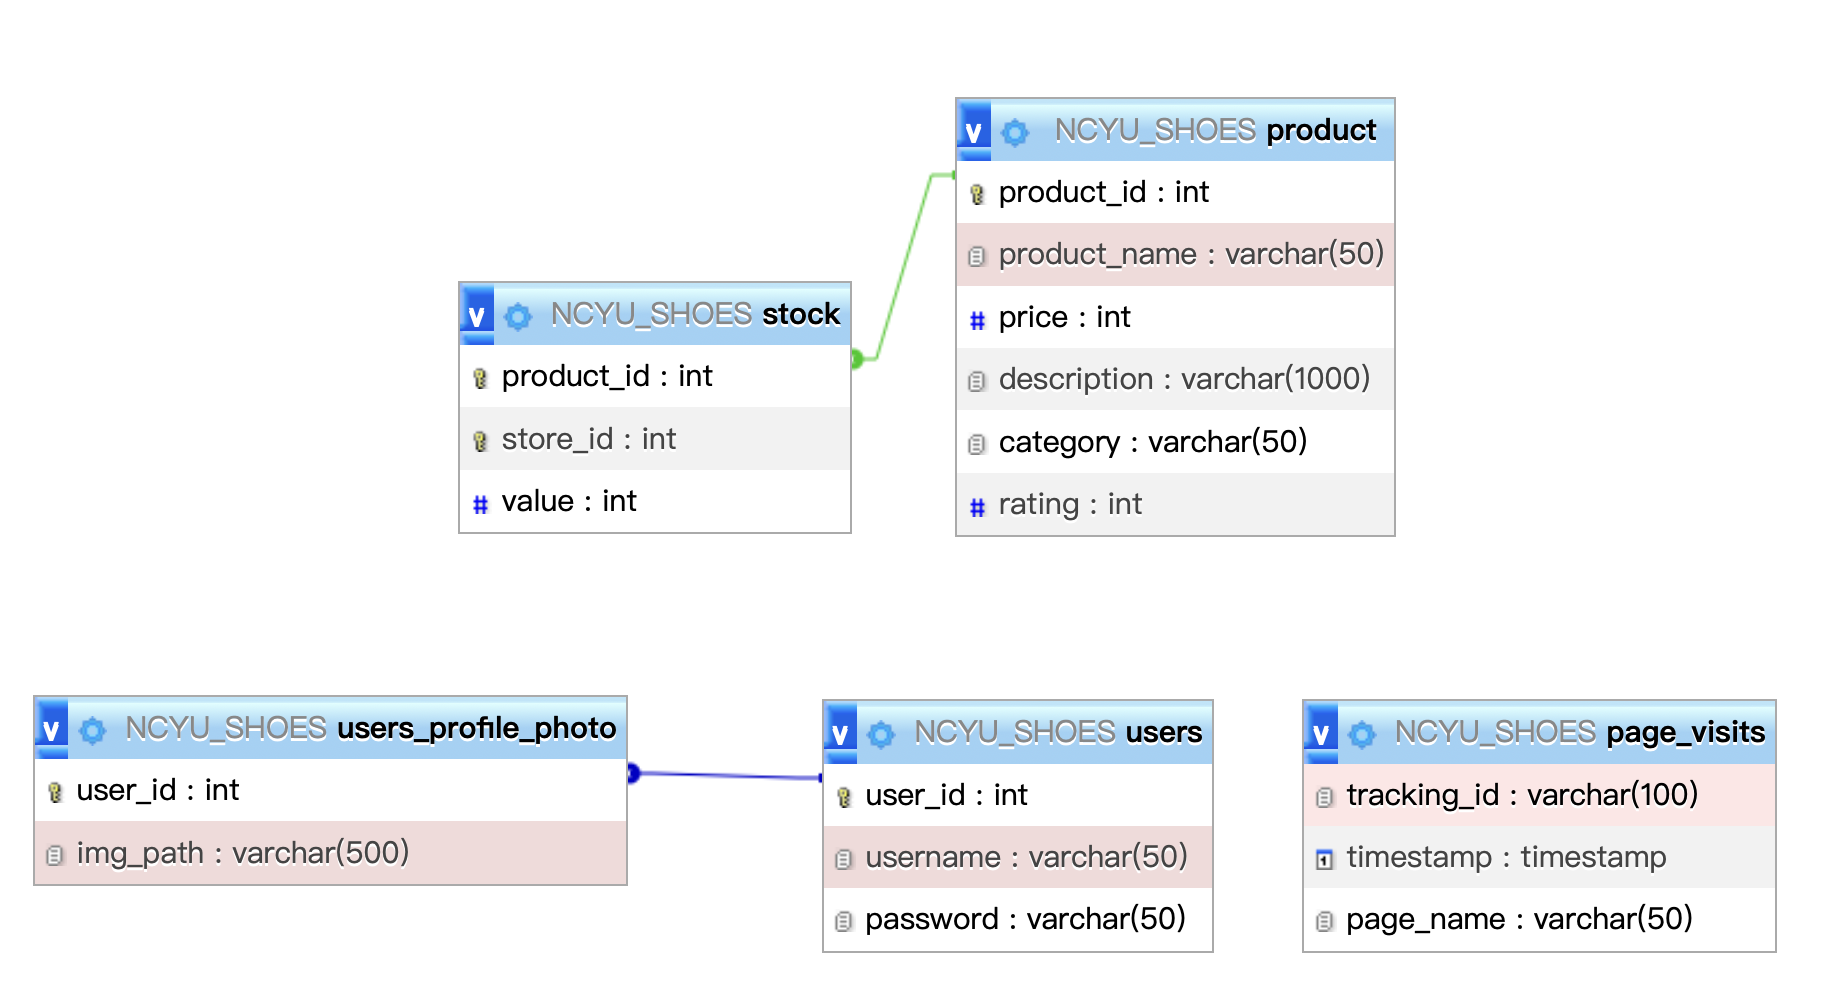 v NCYU_SHOES product
product_id : int
product_name : varchar(50)
# price : int
description : varchar(1000)
category : varchar(50)
# rating : int
v NCYU_SHOES stock
product_id : int
store_id : int
# value : int
v NCYU_SHOES users_profile_photo
user_id : int
img_path : varchar(500)
v NCYU_SHOES users
user_id : int
username : varchar(50)
password : varchar(50)
v NCYU_SHOES page_visits
tracking_id : varchar(100)
1 timestamp : timestamp
page_name : varchar(50)